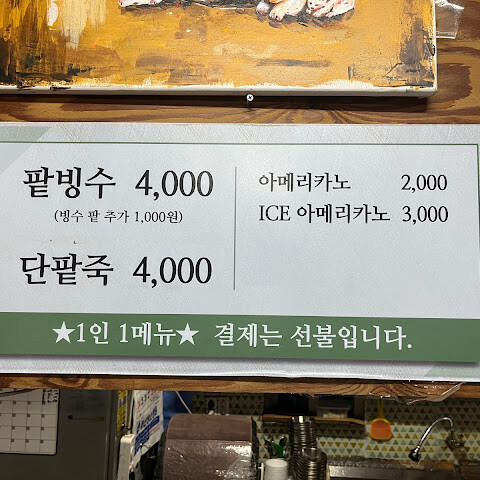 팥빙수 4,000
(빙수 팥 추가 1,000원)
단팥죽 4,000
아메리카노 2,000
ICE 아메리카노 3,000
★1인 1메뉴★ 결제는 선불입니다.